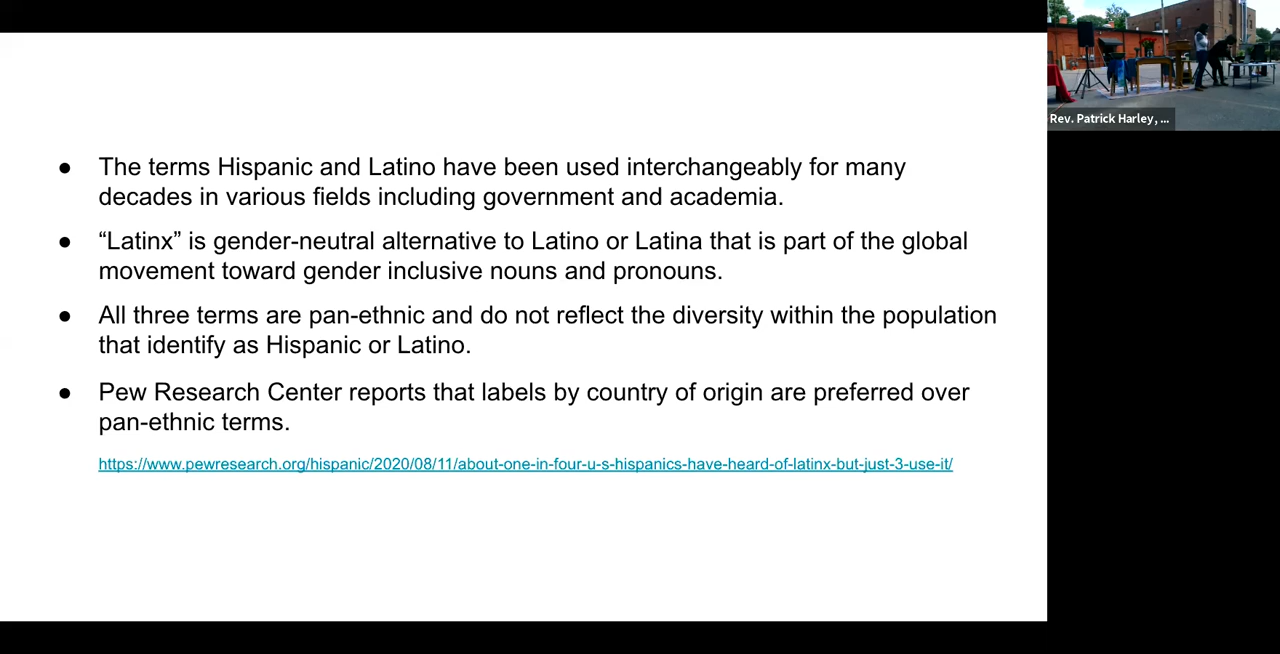 ● The terms Hispanic and Latino have been used interchangeably for many
decades in various fields including government and academia.
● “Latinx” is gender-neutral alternative to Latino or Latina that is part of the global
movement toward gender inclusive nouns and pronouns.
● All three terms are pan-ethnic and do not reflect the diversity within the population
that identify as Hispanic or Latino.
● Pew Research Center reports that labels by country of origin are preferred over
pan-ethnic terms.
https://www.pewresearch.org/hispanic/2020/08/11/about-one-in-four-u-s-hispanics-have-heard-of-latinx-but-just-3-use-it/
Rev. Patrick Harley, ...